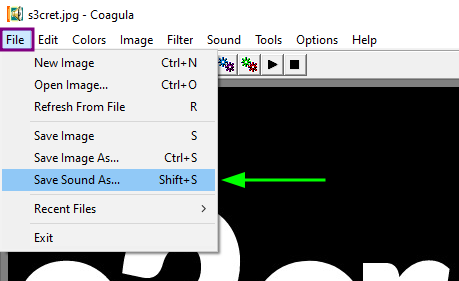 s3cret.jpg - Coagula
File Edit Colors Image Filter Sound Tools Options Help
New Image Ctrl+N
Open Image... Ctrl+O
Refresh From File R
Save Image S
Save Image As... Ctrl+S
Save Sound As... Shift+S
Recent Files
Exit